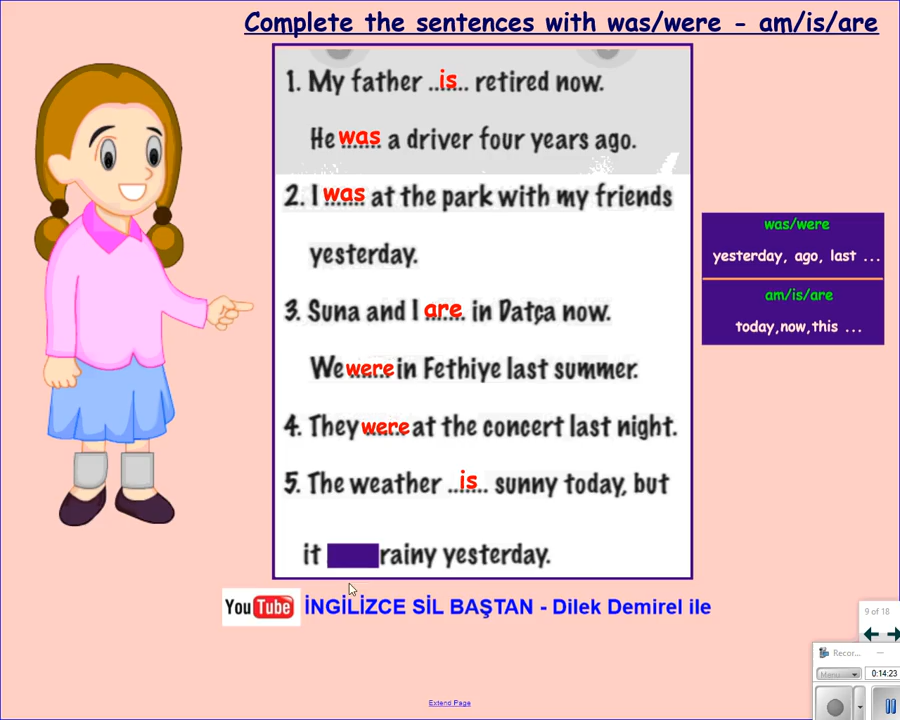 Complete the sentences with was/were - am/is/are
1. My father ..is.. retired now.
He was a driver four years ago.
2. I was at the park with my friends
yesterday.
3. Suna and I are in Datça now.
We were in Fethiye last summer.
4. They were at the concert last night.
5. The weather ..is.. sunny today, but
it rainy yesterday.
was/were
yesterday, ago, last ...
am/is/are
today,now,this ...
YouTube İNGİLİZCE SİL BAŞTAN - Dilek Demirel ile
9 of 18
Recor...
Menu
0:14:23
Extend Page